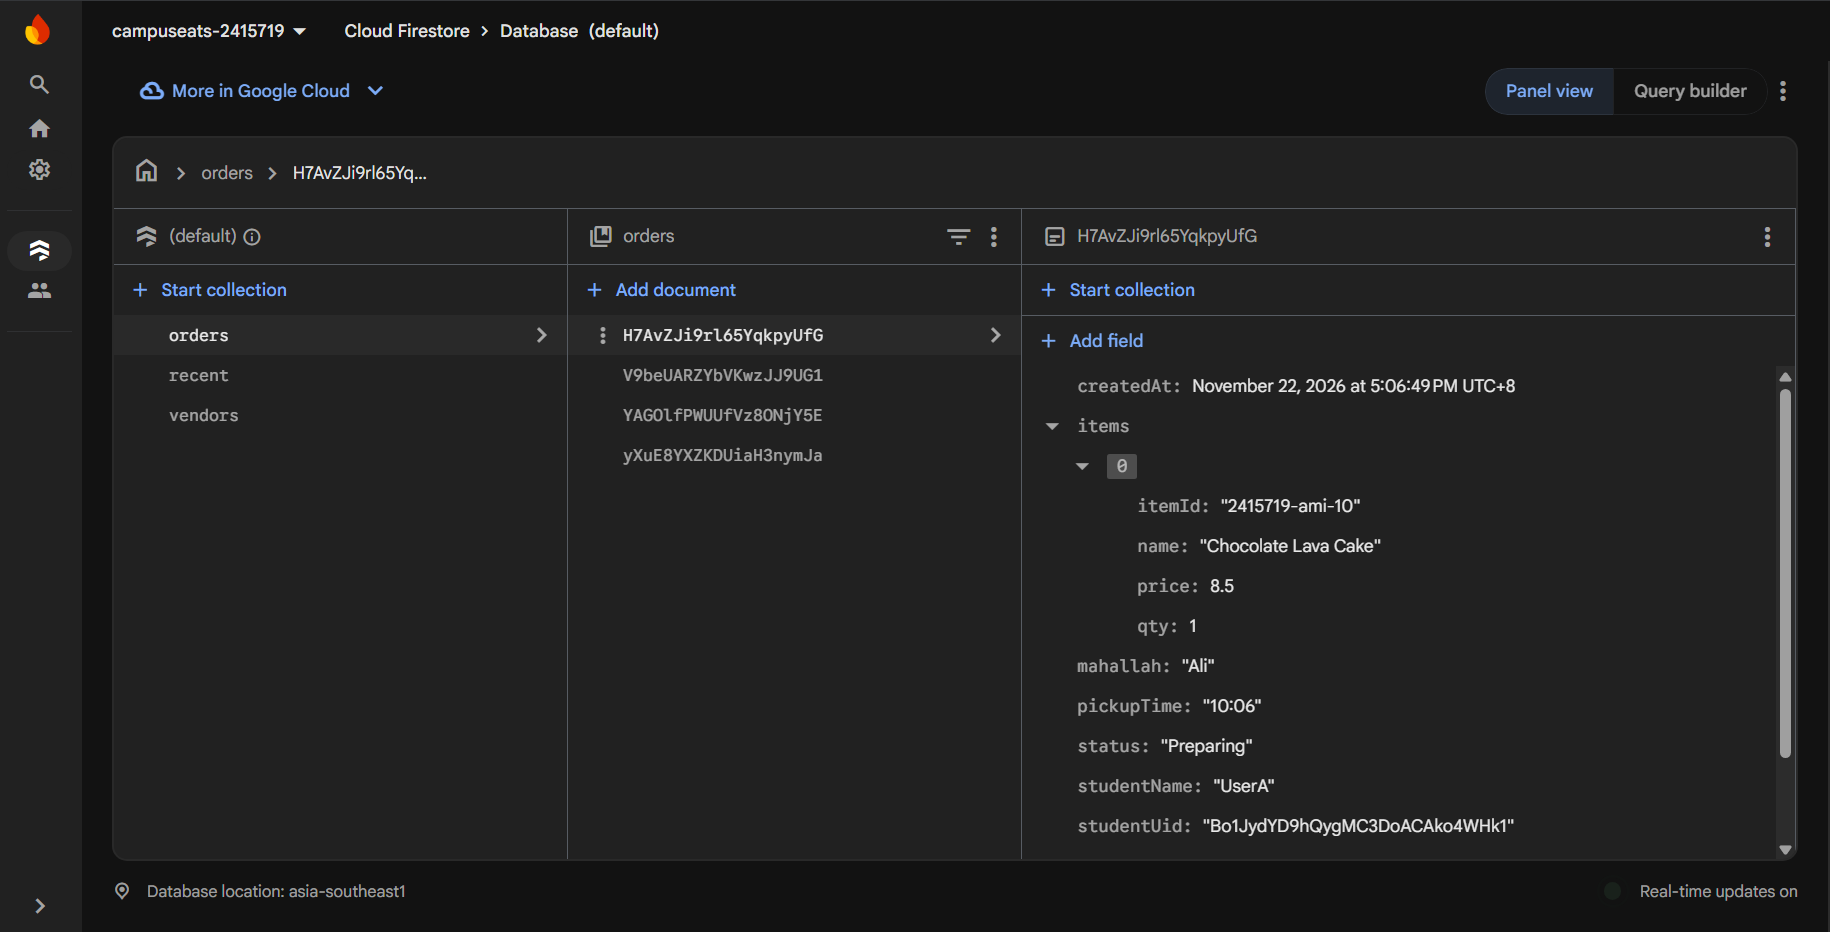 campuseats-2415719 Cloud Firestore > Database (default)
More in Google Cloud
Panel view Query builder
orders > H7AvZJi9rl65Yq...
(default)
orders
H7AvZJi9rl65YqkpyUfG
+ Start collection
+ Add document
+ Start collection
orders
recent
vendors
H7AvZJi9rl65YqkpyUfG
V9beUARZYbVKwzJJ9UG1
YAGOlfPWUUfVz8ONjY5E
yXuE8YXZKDUiaH3nymJa
+ Add field
createdAt: November 22, 2026 at 5:06:49 PM UTC+8
items
0
itemId: "2415719-ami-10"
name: "Chocolate Lava Cake"
price: 8.5
qty: 1
mahallah: "Ali"
pickupTime: "10:06"
status: "Preparing"
studentName: "UserA"
studentUid: "Bo1JydYD9hQygMC3DoACAko4WHk1"
Database location: asia-southeast1
Real-time updates on